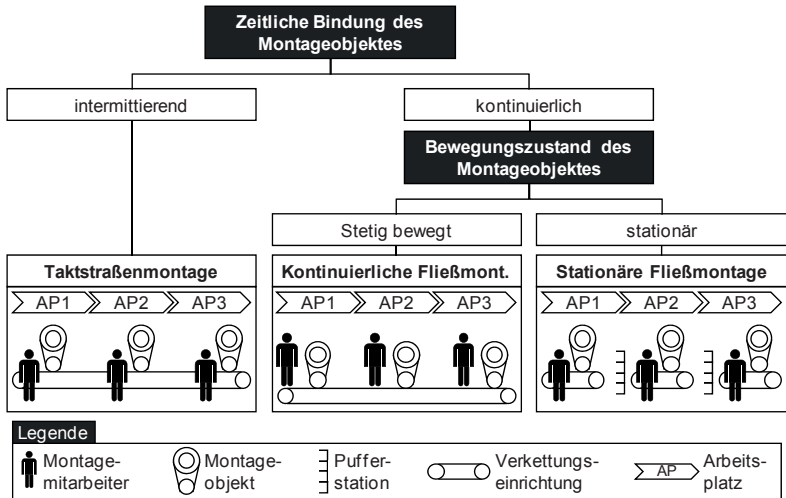 Zeitliche Bindung des
Montageobjektes
intermittierend
kontinuierlich
Bewegungszustand des
Montageobjektes
Stetig bewegt
stationär
Taktstraßenmontage
Kontinuierliche Fließmont.
Stationäre Fließmontage
AP1 AP2 AP3
AP1 AP2 AP3
AP1 AP2 AP3
Legende
Montage-
mitarbeiter
Montage-
objekt
Puffer-
station
Verkettungs-
einrichtung
AP
Arbeits-
platz